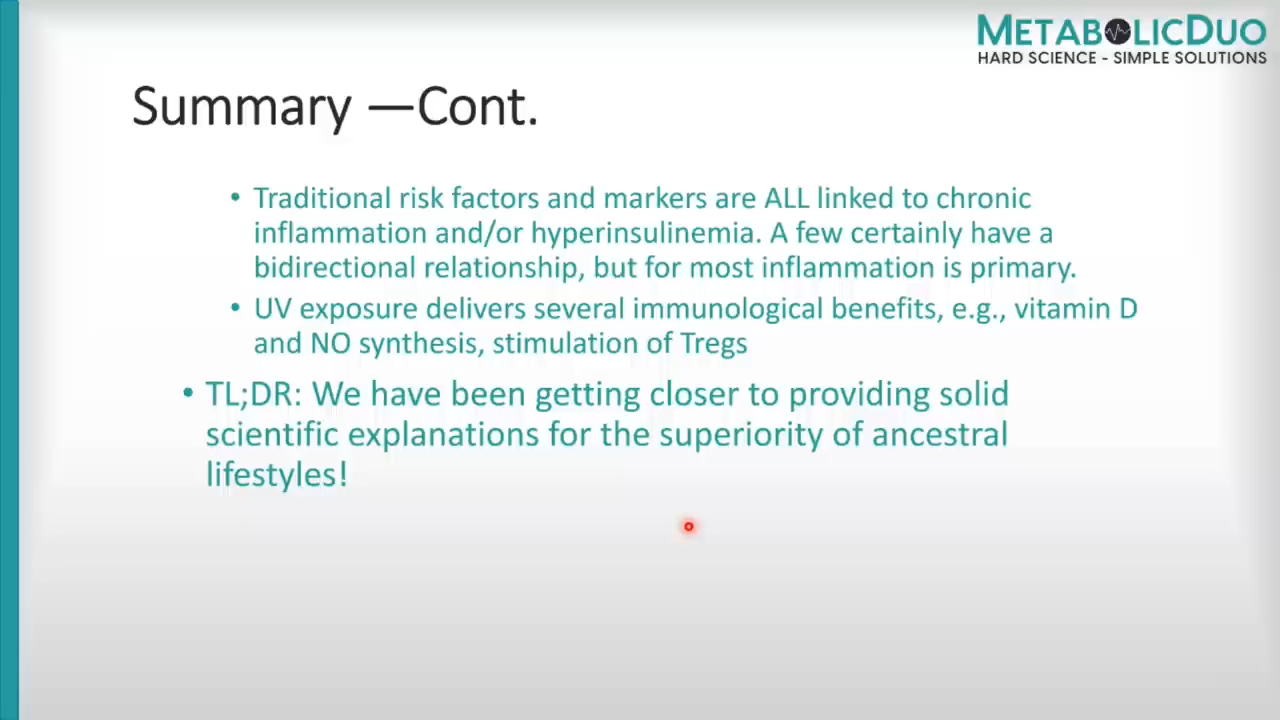 METABOLICDUO
HARD SCIENCE - SIMPLE SOLUTIONS
Summary —Cont.
• Traditional risk factors and markers are ALL linked to chronic
inflammation and/or hyperinsulinemia. A few certainly have a
bidirectional relationship, but for most inflammation is primary.
• UV exposure delivers several immunological benefits, e.g., vitamin D
and NO synthesis, stimulation of Tregs
• TL;DR: We have been getting closer to providing solid
scientific explanations for the superiority of ancestral
lifestyles!